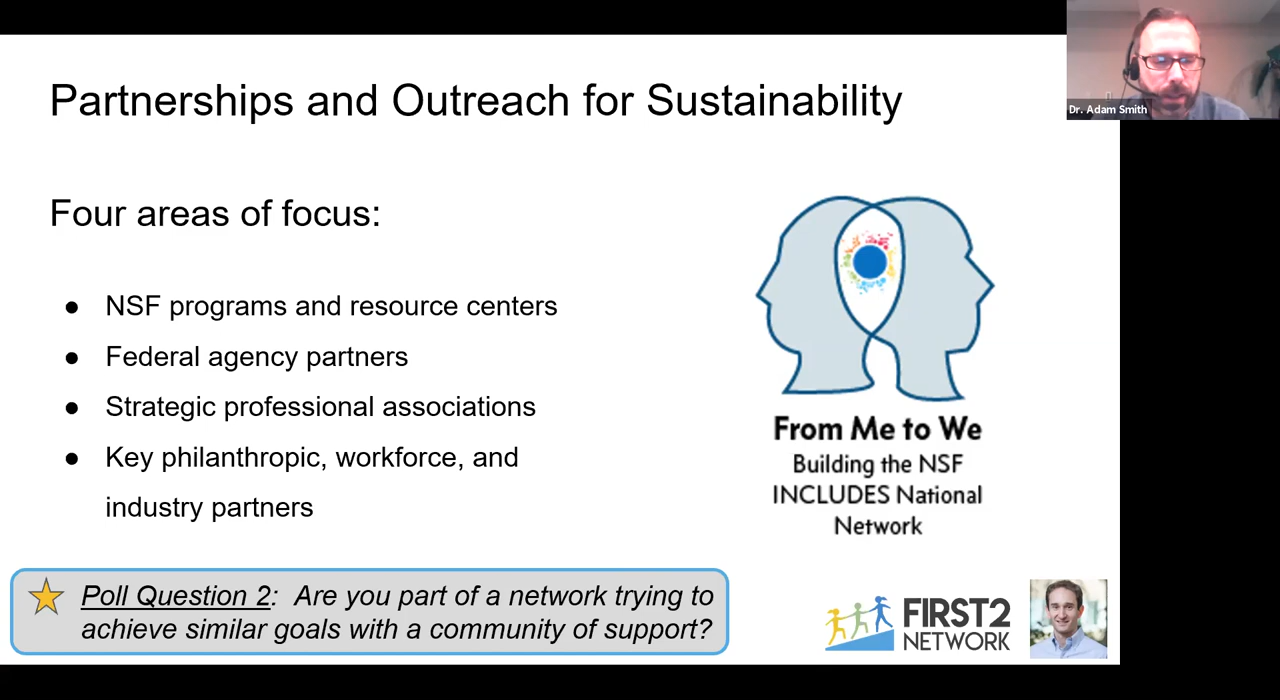 Partnerships and Outreach for Sustainability
Dr. Adam Smith
Four areas of focus:
● NSF programs and resource centers
● Federal agency partners
● Strategic professional associations
● Key philanthropic, workforce, and
industry partners
From Me to We
Building the NSF
INCLUDES National
Network
Poll Question 2: Are you part of a network trying to
achieve similar goals with a community of support?
FIRST2
NETWORK